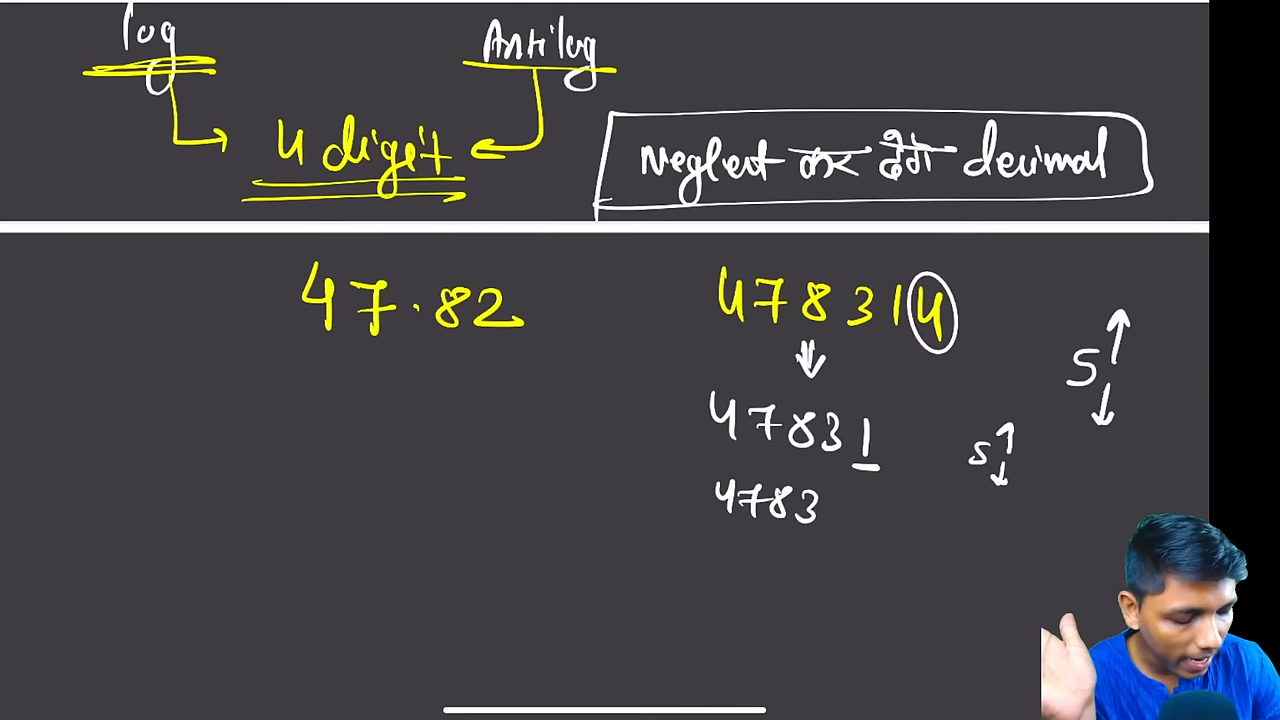 log Antilog
4 digit
Neglect कर देंगे decimal
47.82 478314
5
47831 5
4783